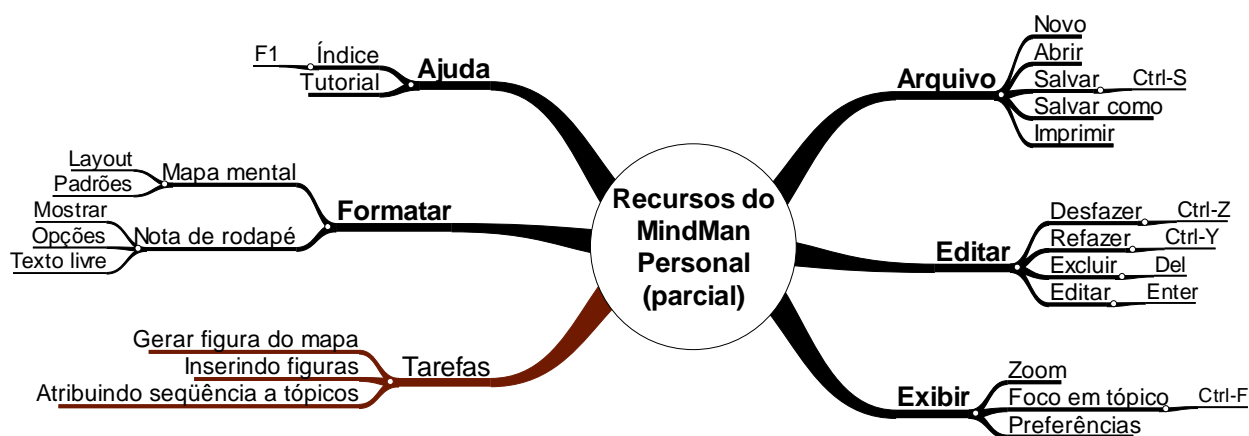 Recursos do
MindMan
Personal
(parcial)
Arquivo
Novo
Abrir
Salvar
Ctrl-S
Salvar como
Imprimir
Editar
Desfazer
Ctrl-Z
Refazer
Ctrl-Y
Excluir
Del
Editar
Enter
Exibir
Zoom
Foco em tópico
Ctrl-F
Preferências
Ajuda
Índice
F1
Tutorial
Formatar
Mapa mental
Layout
Padrões
Nota de rodapé
Mostrar
Opções
Texto livre
Tarefas
Gerar figura do mapa
Inserindo figuras
Atribuindo seqüência a tópicos